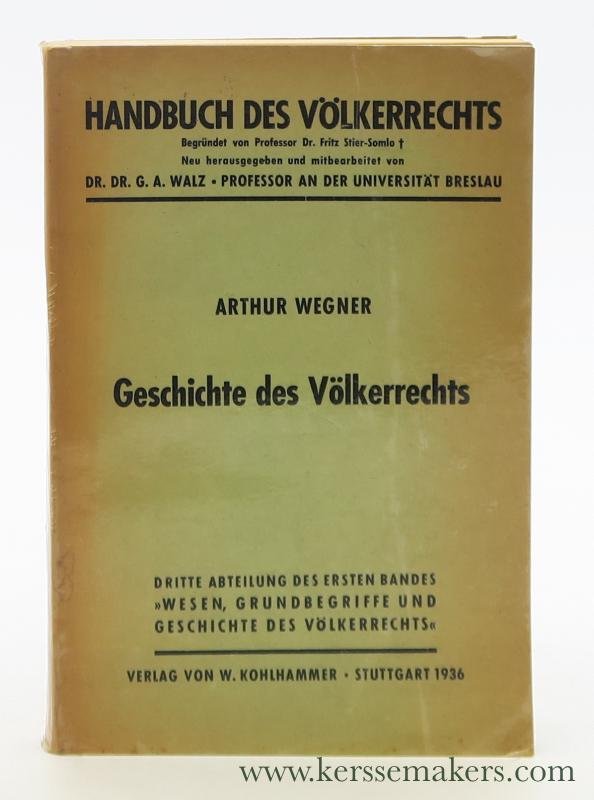 HANDBUCH DES VÖLKERRECHTS
Begründet von Professor Dr. Fritz Stier-Somlo †
Neu herausgegeben und mitbearbeitet von
DR. DR. G. A. WALZ • PROFESSOR AN DER UNIVERSITÄT BRESLAU
ARTHUR WEGNER
Geschichte des Völkerrechts
DRITTE ABTEILUNG DES ERSTEN BANDES
»WESEN, GRUNDBEGRIFFE UND
GESCHICHTE DES VÖLKERRECHTS«
VERLAG VON W. KOHLHAMMER • STUTTGART 1936
www.kerssemakers.com